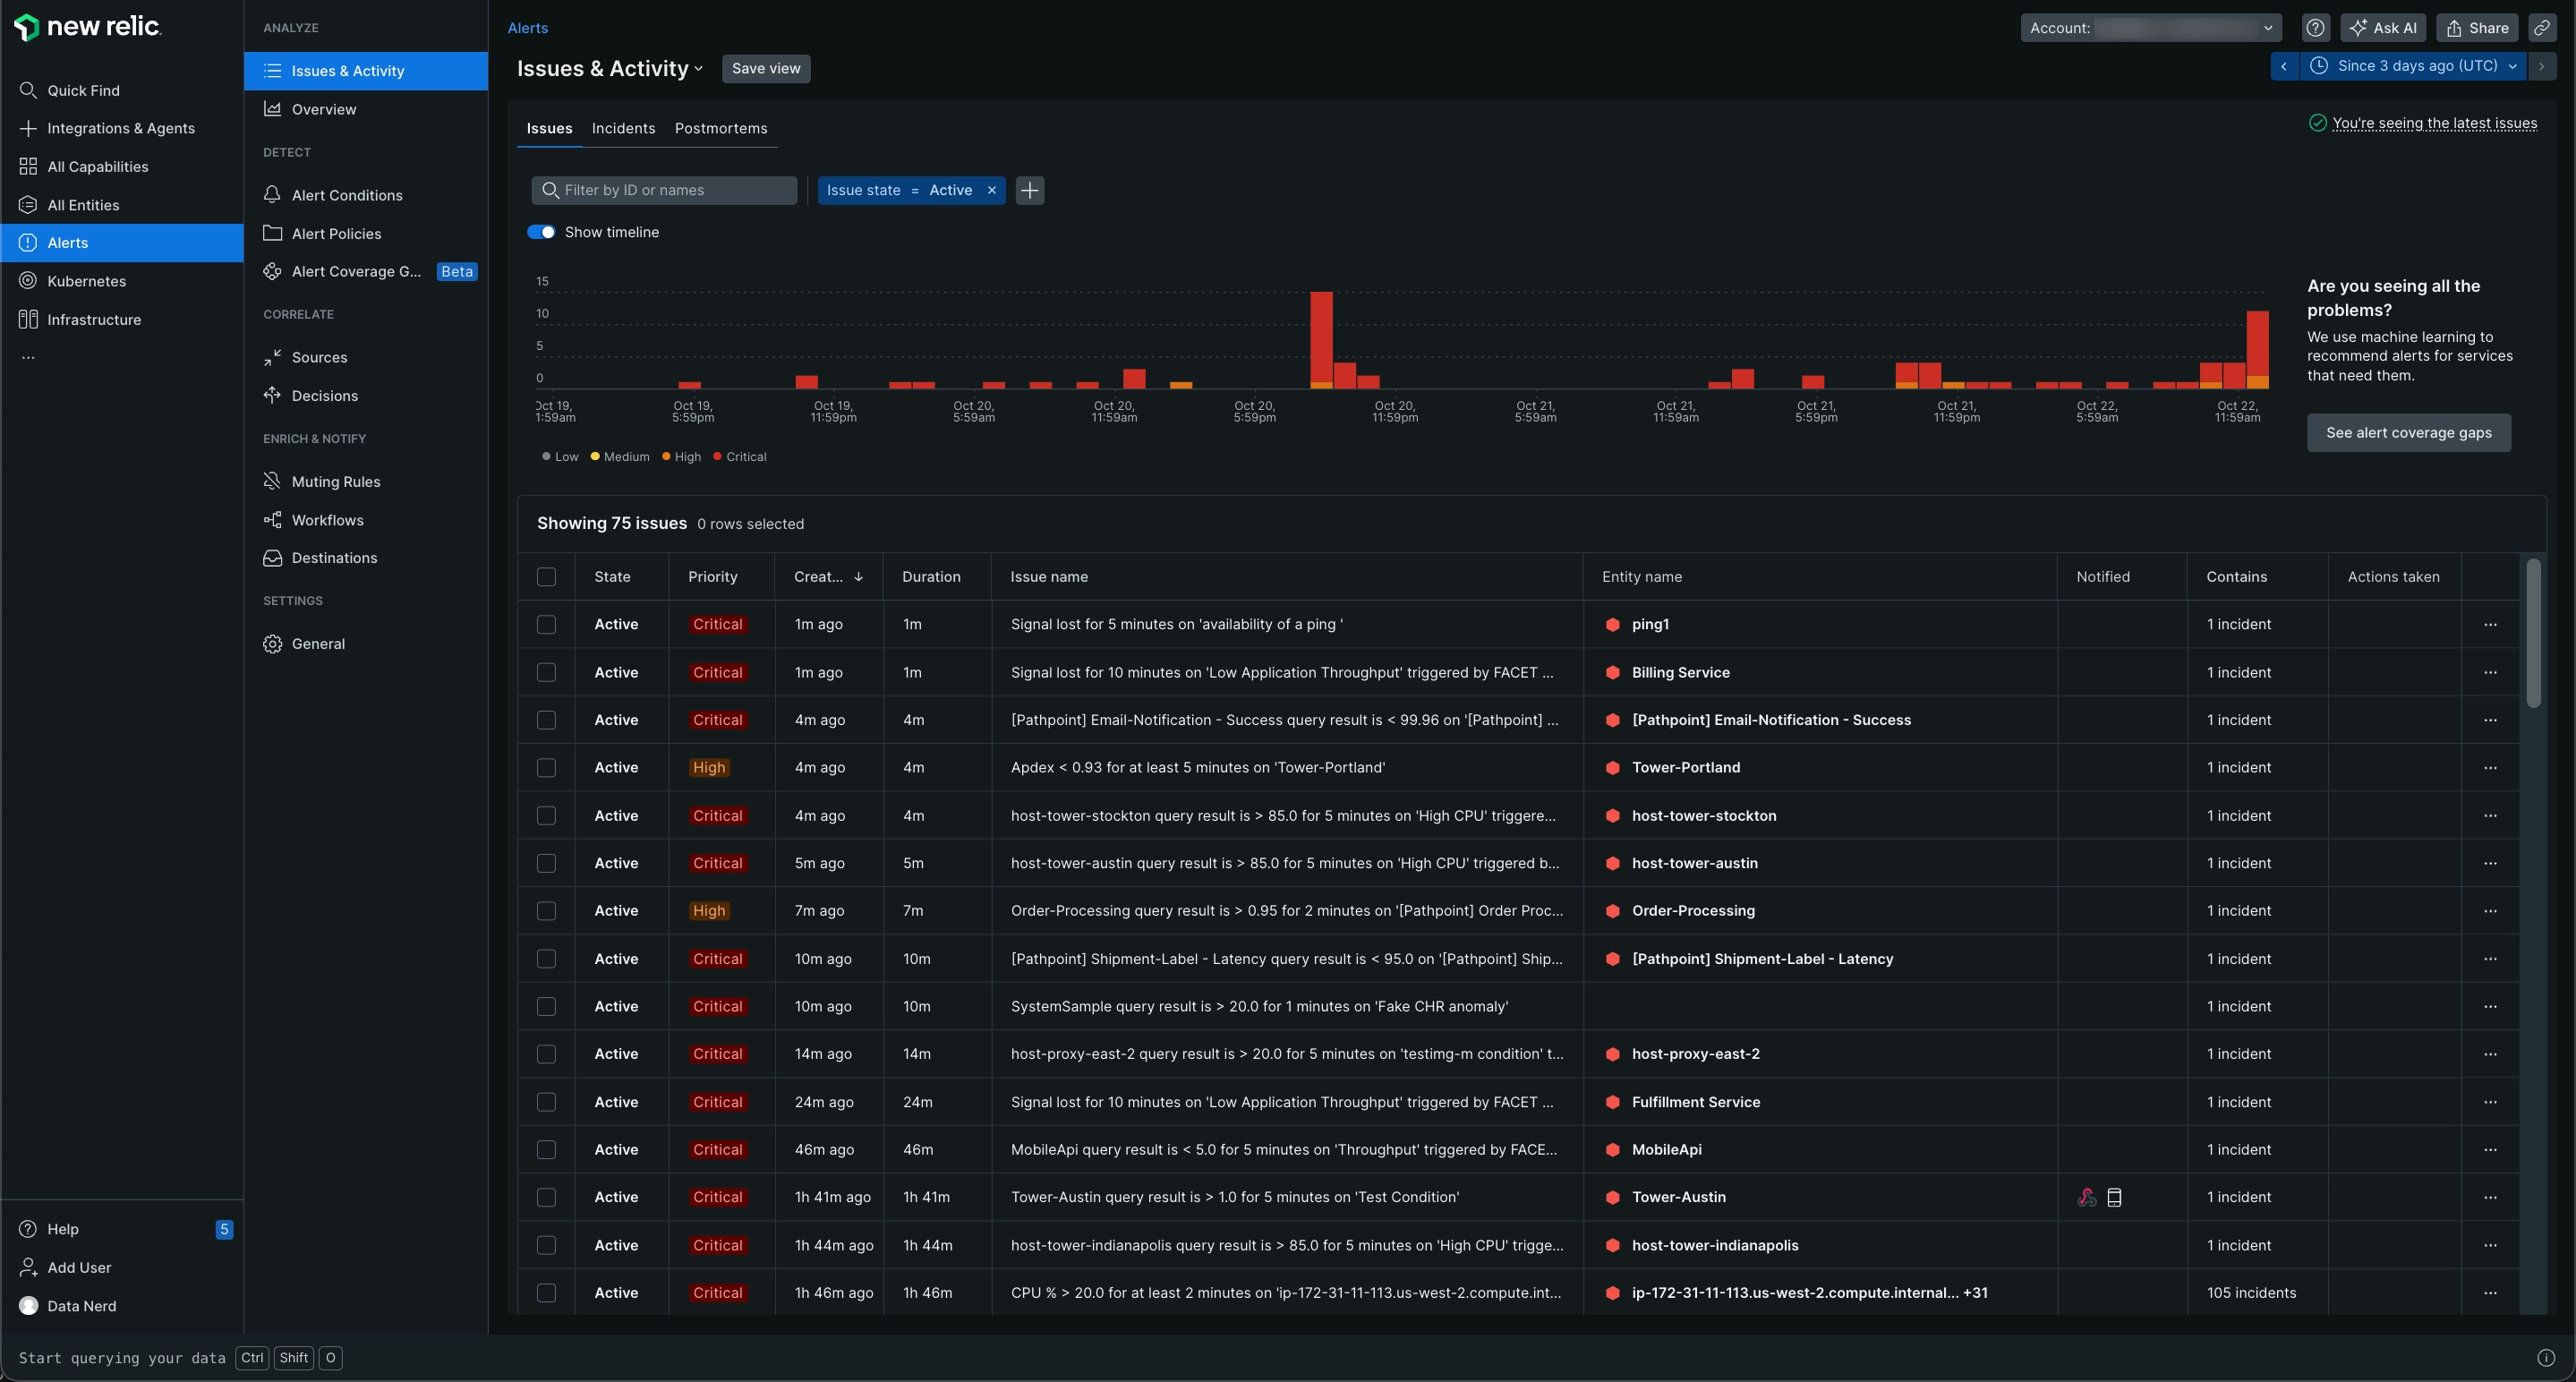 new relic.
Quick Find
Integrations & Agents
All Capabilities
All Entities
Alerts
Kubernetes
Infrastructure
...
Help 5
Add User
Data Nerd
ANALYZE
Issues & Activity
Overview
DETECT
Alert Conditions
Alert Policies
Alert Coverage G... Beta
CORRELATE
Sources
Decisions
ENRICH & NOTIFY
Muting Rules
Workflows
Destinations
SETTINGS
General
Alerts
Account:
Ask AI
Share
Issues & Activity
Save view
Since 3 days ago (UTC)
Issues Incidents Postmortems
You're seeing the latest issues
Filter by ID or names
Issue state = Active
Show timeline
15
10
5
0
Oct 19, 1:59am
Oct 19, 5:59pm
Oct 19, 11:59pm
Oct 20, 5:59am
Oct 20, 11:59am
Oct 20, 5:59pm
Oct 20, 11:59pm
Oct 21, 5:59am
Oct 21, 11:59am
Oct 21, 5:59pm
Oct 21, 11:59pm
Oct 22, 5:59am
Oct 22, 11:59am
Low Medium High Critical
Are you seeing all the
problems?
We use machine learning to
recommend alerts for services
that need them.
See alert coverage gaps
Showing 75 issues 0 rows selected
State Priority Creat... Duration Issue name Entity name Notified Contains Actions taken
Active Critical 1m ago 1m Signal lost for 5 minutes on 'availability of a ping ' ping1 1 incident ...
Active Critical 1m ago 1m Signal lost for 10 minutes on 'Low Application Throughput' triggered by FACET ... Billing Service 1 incident ...
Active Critical 4m ago 4m [Pathpoint] Email-Notification - Success query result is < 99.96 on '[Pathpoint] ... [Pathpoint] Email-Notification - Success 1 incident ...
Active High 4m ago 4m Apdex < 0.93 for at least 5 minutes on 'Tower-Portland' Tower-Portland 1 incident ...
Active Critical 4m ago 4m host-tower-stockton query result is > 85.0 for 5 minutes on 'High CPU' triggere... host-tower-stockton 1 incident ...
Active Critical 5m ago 5m host-tower-austin query result is > 85.0 for 5 minutes on 'High CPU' triggered b... host-tower-austin 1 incident ...
Active High 7m ago 7m Order-Processing query result is > 0.95 for 2 minutes on '[Pathpoint] Order Proc... Order-Processing 1 incident ...
Active Critical 10m ago 10m [Pathpoint] Shipment-Label - Latency query result is < 95.0 on '[Pathpoint] Ship... [Pathpoint] Shipment-Label - Latency 1 incident ...
Active Critical 10m ago 10m SystemSample query result is > 20.0 for 1 minutes on 'Fake CHR anomaly' 1 incident ...
Active Critical 14m ago 14m host-proxy-east-2 query result is > 20.0 for 5 minutes on 'testimg-m condition' t... host-proxy-east-2 1 incident ...
Active Critical 24m ago 24m Signal lost for 10 minutes on 'Low Application Throughput' triggered by FACET ... Fulfillment Service 1 incident ...
Active Critical 46m ago 46m MobileApi query result is < 5.0 for 5 minutes on 'Throughput' triggered by FACE... MobileApi 1 incident ...
Active Critical 1h 41m ago 1h 41m Tower-Austin query result is > 1.0 for 5 minutes on 'Test Condition' Tower-Austin 1 incident ...
Active Critical 1h 44m ago 1h 44m host-tower-indianapolis query result is > 85.0 for 5 minutes on 'High CPU' trigge... host-tower-indianapolis 1 incident ...
Active Critical 1h 46m ago 1h 46m CPU % > 20.0 for at least 2 minutes on 'ip-172-31-11-113.us-west-2.compute.int... ip-172-31-11-113.us-west-2.compute.internal... +31 105 incidents ...
Start querying your data Ctrl Shift O